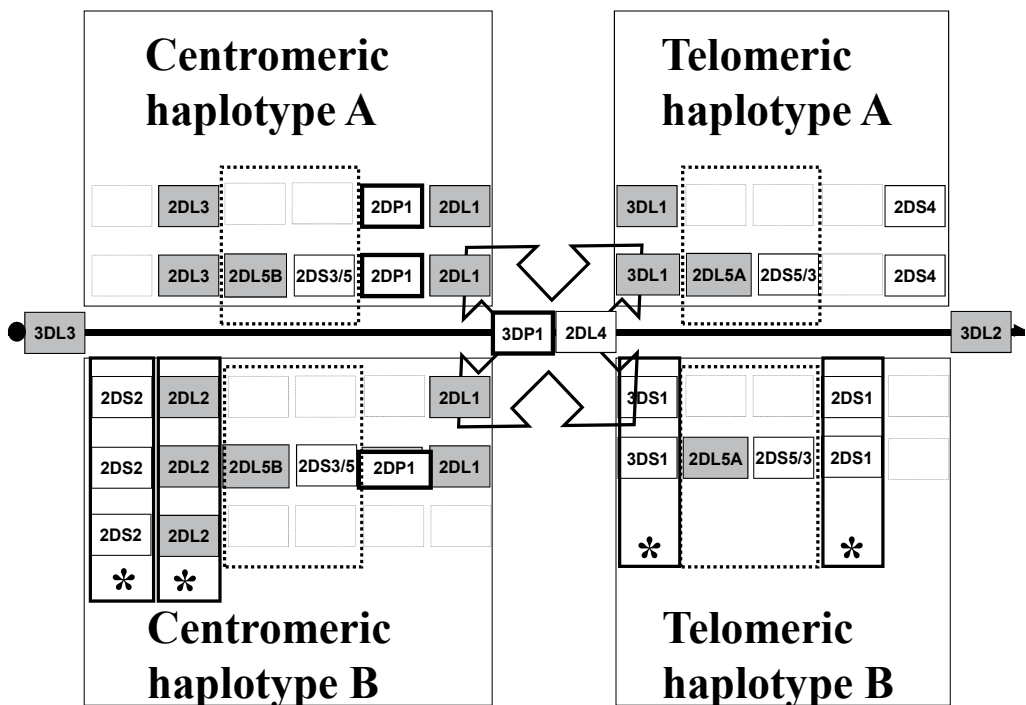 Centromeric
haplotype A
Telomeric
haplotype A
2DL3 2DP1 2DL1
3DL1 2DS4
2DL3 2DL5B 2DS3/5 2DP1 2DL1
3DL1 2DL5A 2DS5/3 2DS4
3DL3 3DP1 2DL4 3DL2
2DS2 2DL2 2DL1
3DS1 2DS1
2DS2 2DL2 2DL5B 2DS3/5 2DP1 2DL1
3DS1 2DL5A 2DS5/3 2DS1
2DS2 2DL2
* *
* *
Centromeric
haplotype B
Telomeric
haplotype B